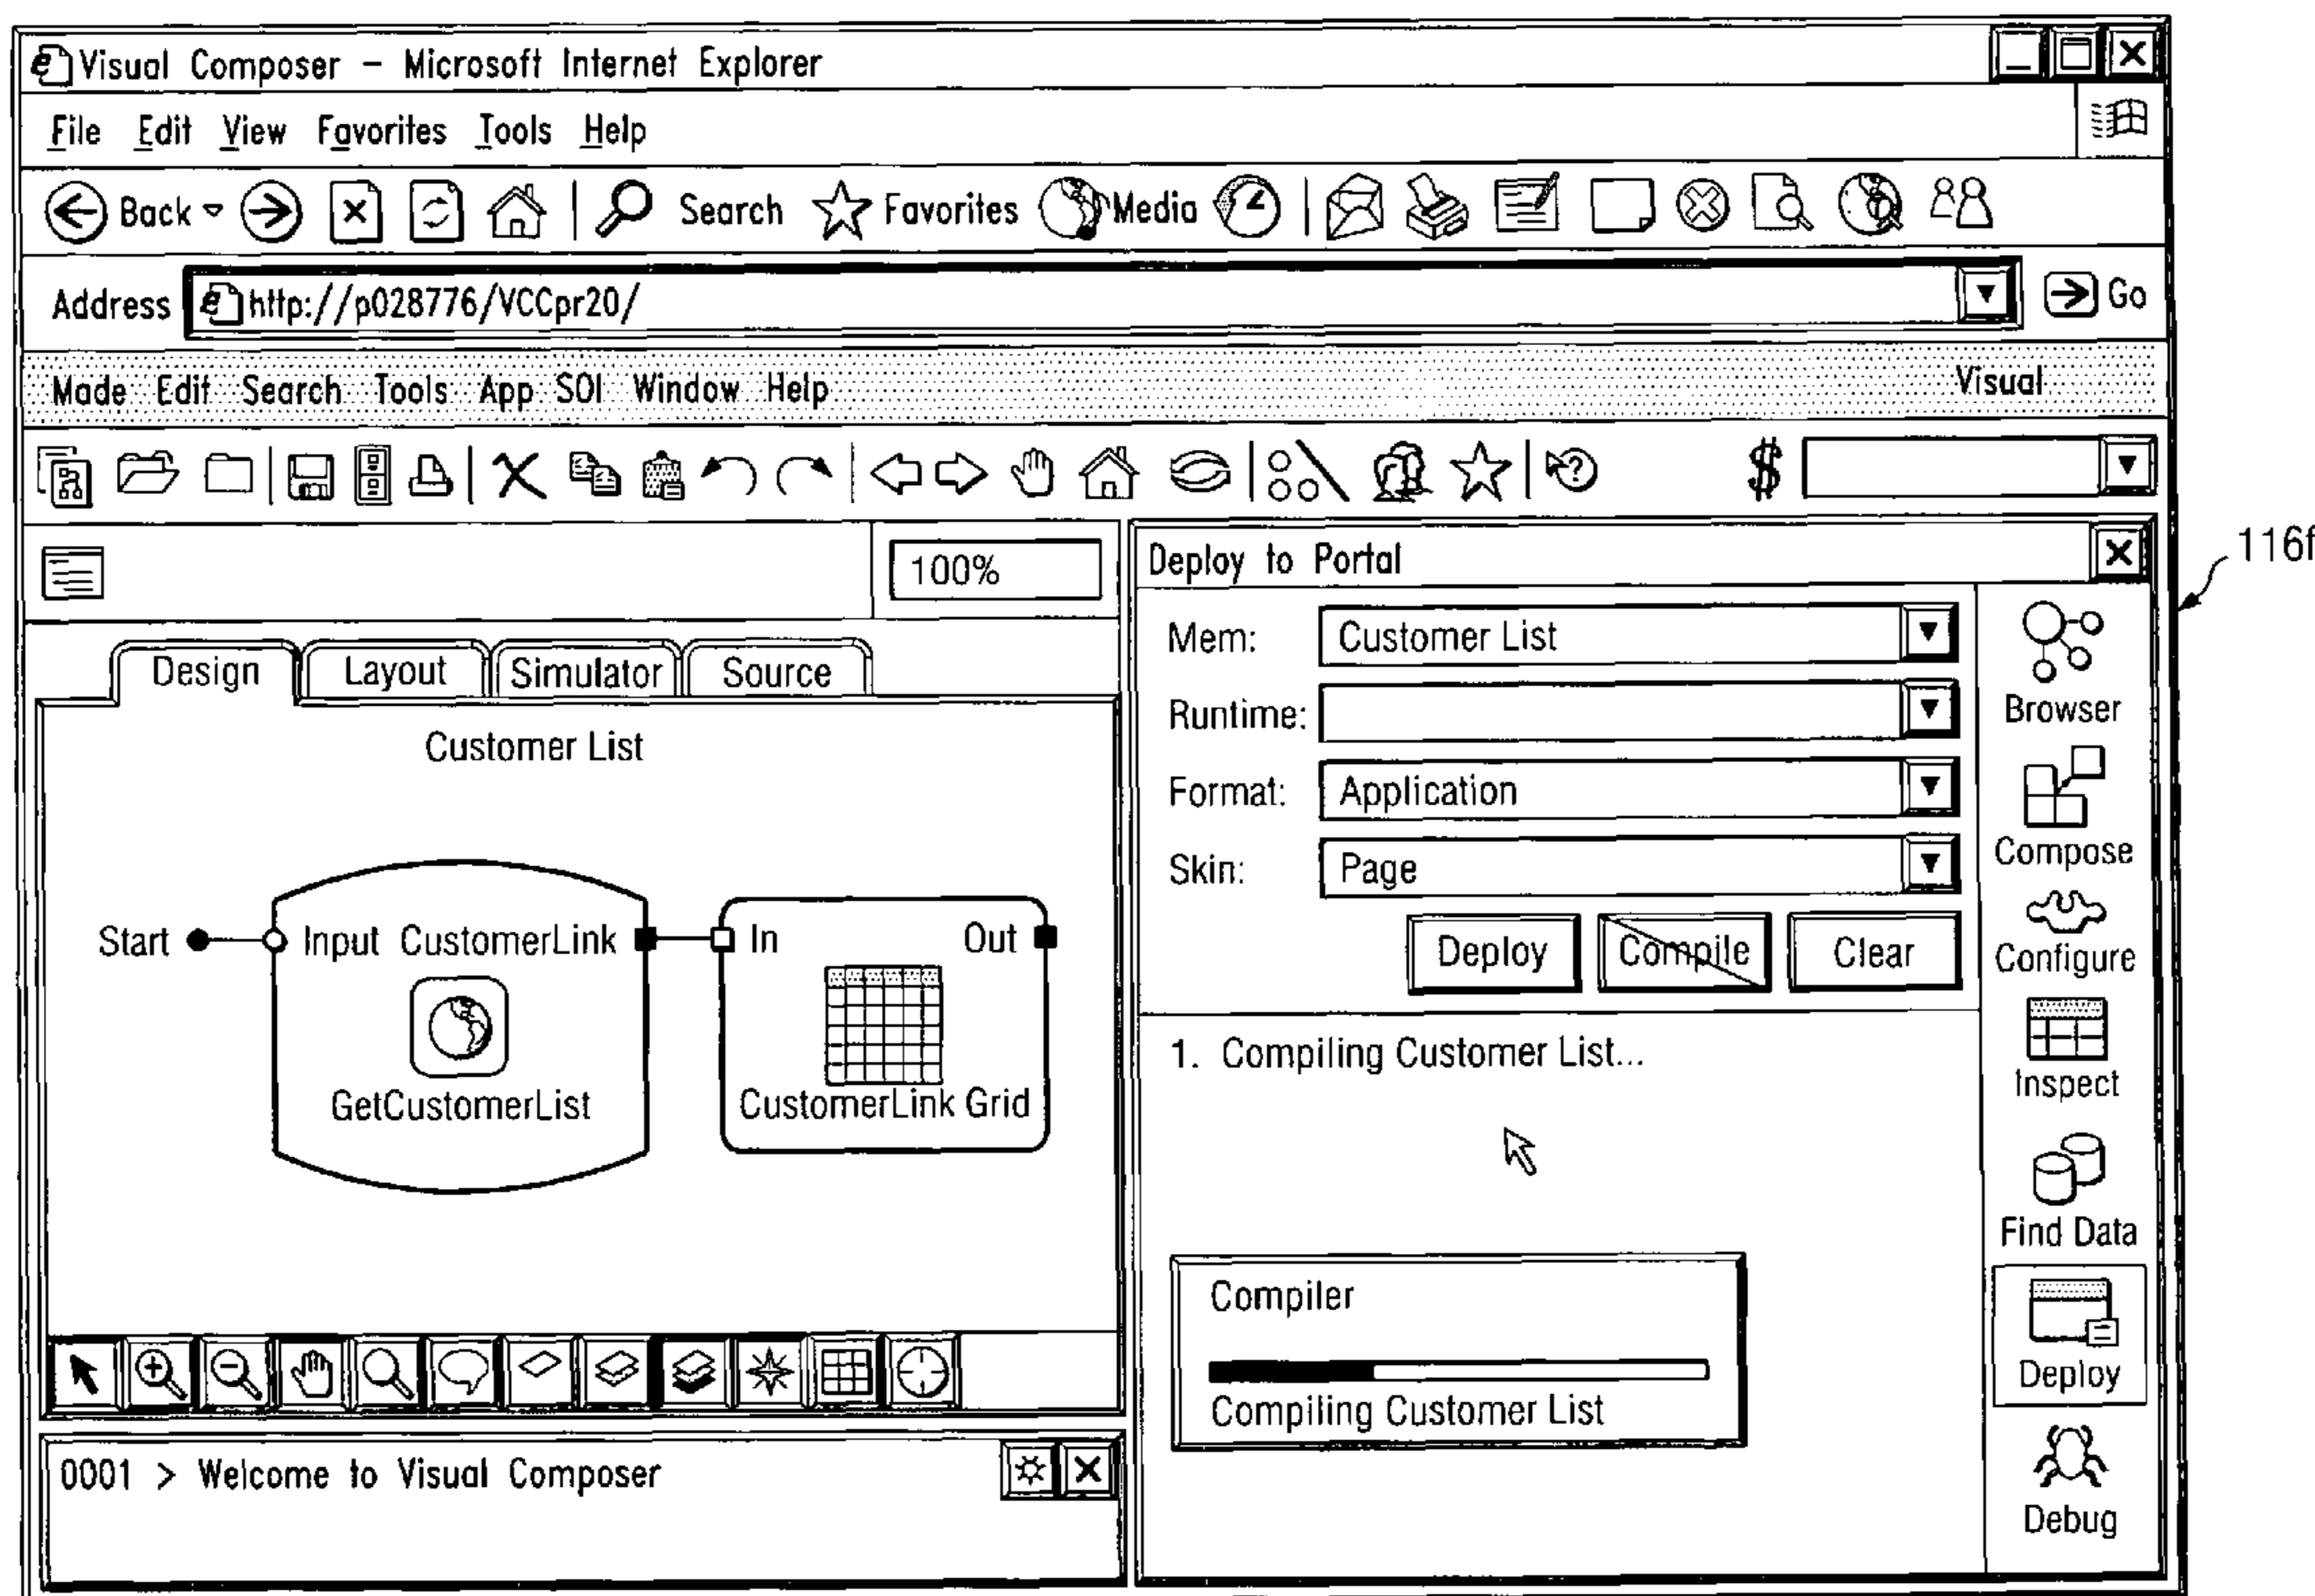 Visual Composer – Microsoft Internet Explorer
File Edit View Favorites Tools Help
Back Search Favorites Media
Address http://p028776/VCCpr20/ Go
Made Edit Search Tools App SOI Window Help Visual
$
100%
Design Layout Simulator Source
Customer List
Start Input CustomerLink In Out
GetCustomerList CustomerLink Grid
0001 > Welcome to Visual Composer
Deploy to Portal
Mem: Customer List
Runtime:
Format: Application
Skin: Page
Deploy Compile Clear
1. Compiling Customer List...
Compiler
Compiling Customer List
Browser
Compose
Configure
Inspect
Find Data
Deploy
Debug
116f